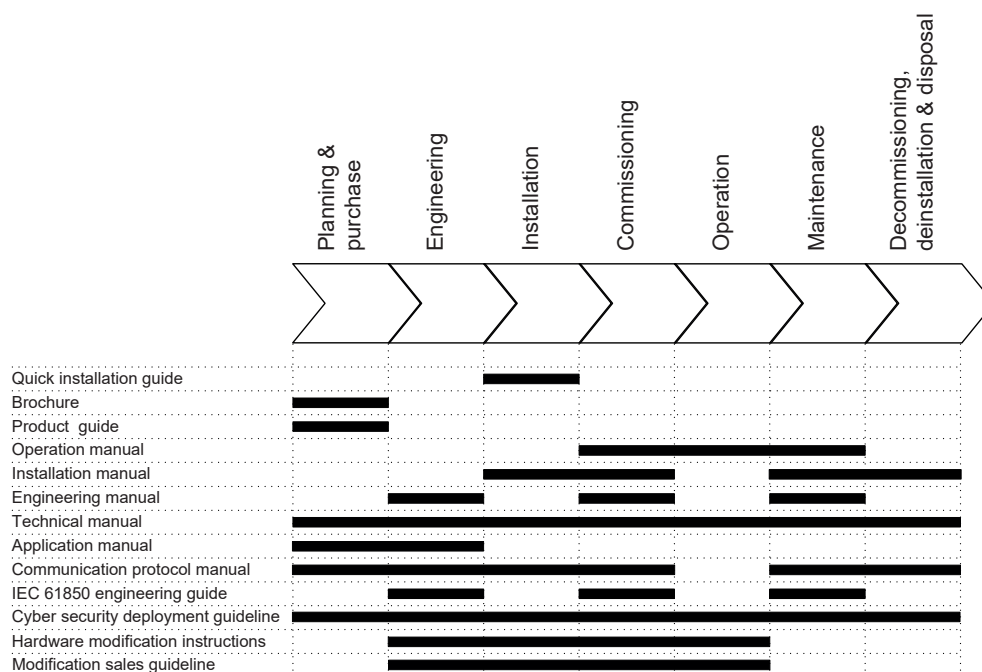 Planning &
purchase
Engineering
Installation
Commissioning
Operation
Maintenance
Decommissioning,
deinstallation & disposal
Quick installation guide
Brochure
Product guide
Operation manual
Installation manual
Engineering manual
Technical manual
Application manual
Communication protocol manual
IEC 61850 engineering guide
Cyber security deployment guideline
Hardware modification instructions
Modification sales guideline